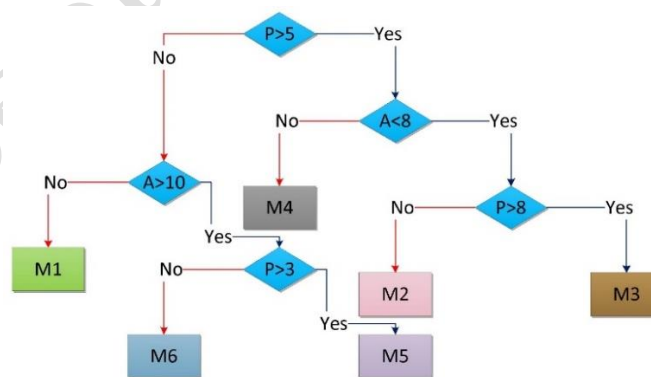 P>5
Yes
No
A<8
No
Yes
A>10
No
Yes
M4
P>8
No
Yes
M1
P>3
No
Yes
M2
M3
M6
M5